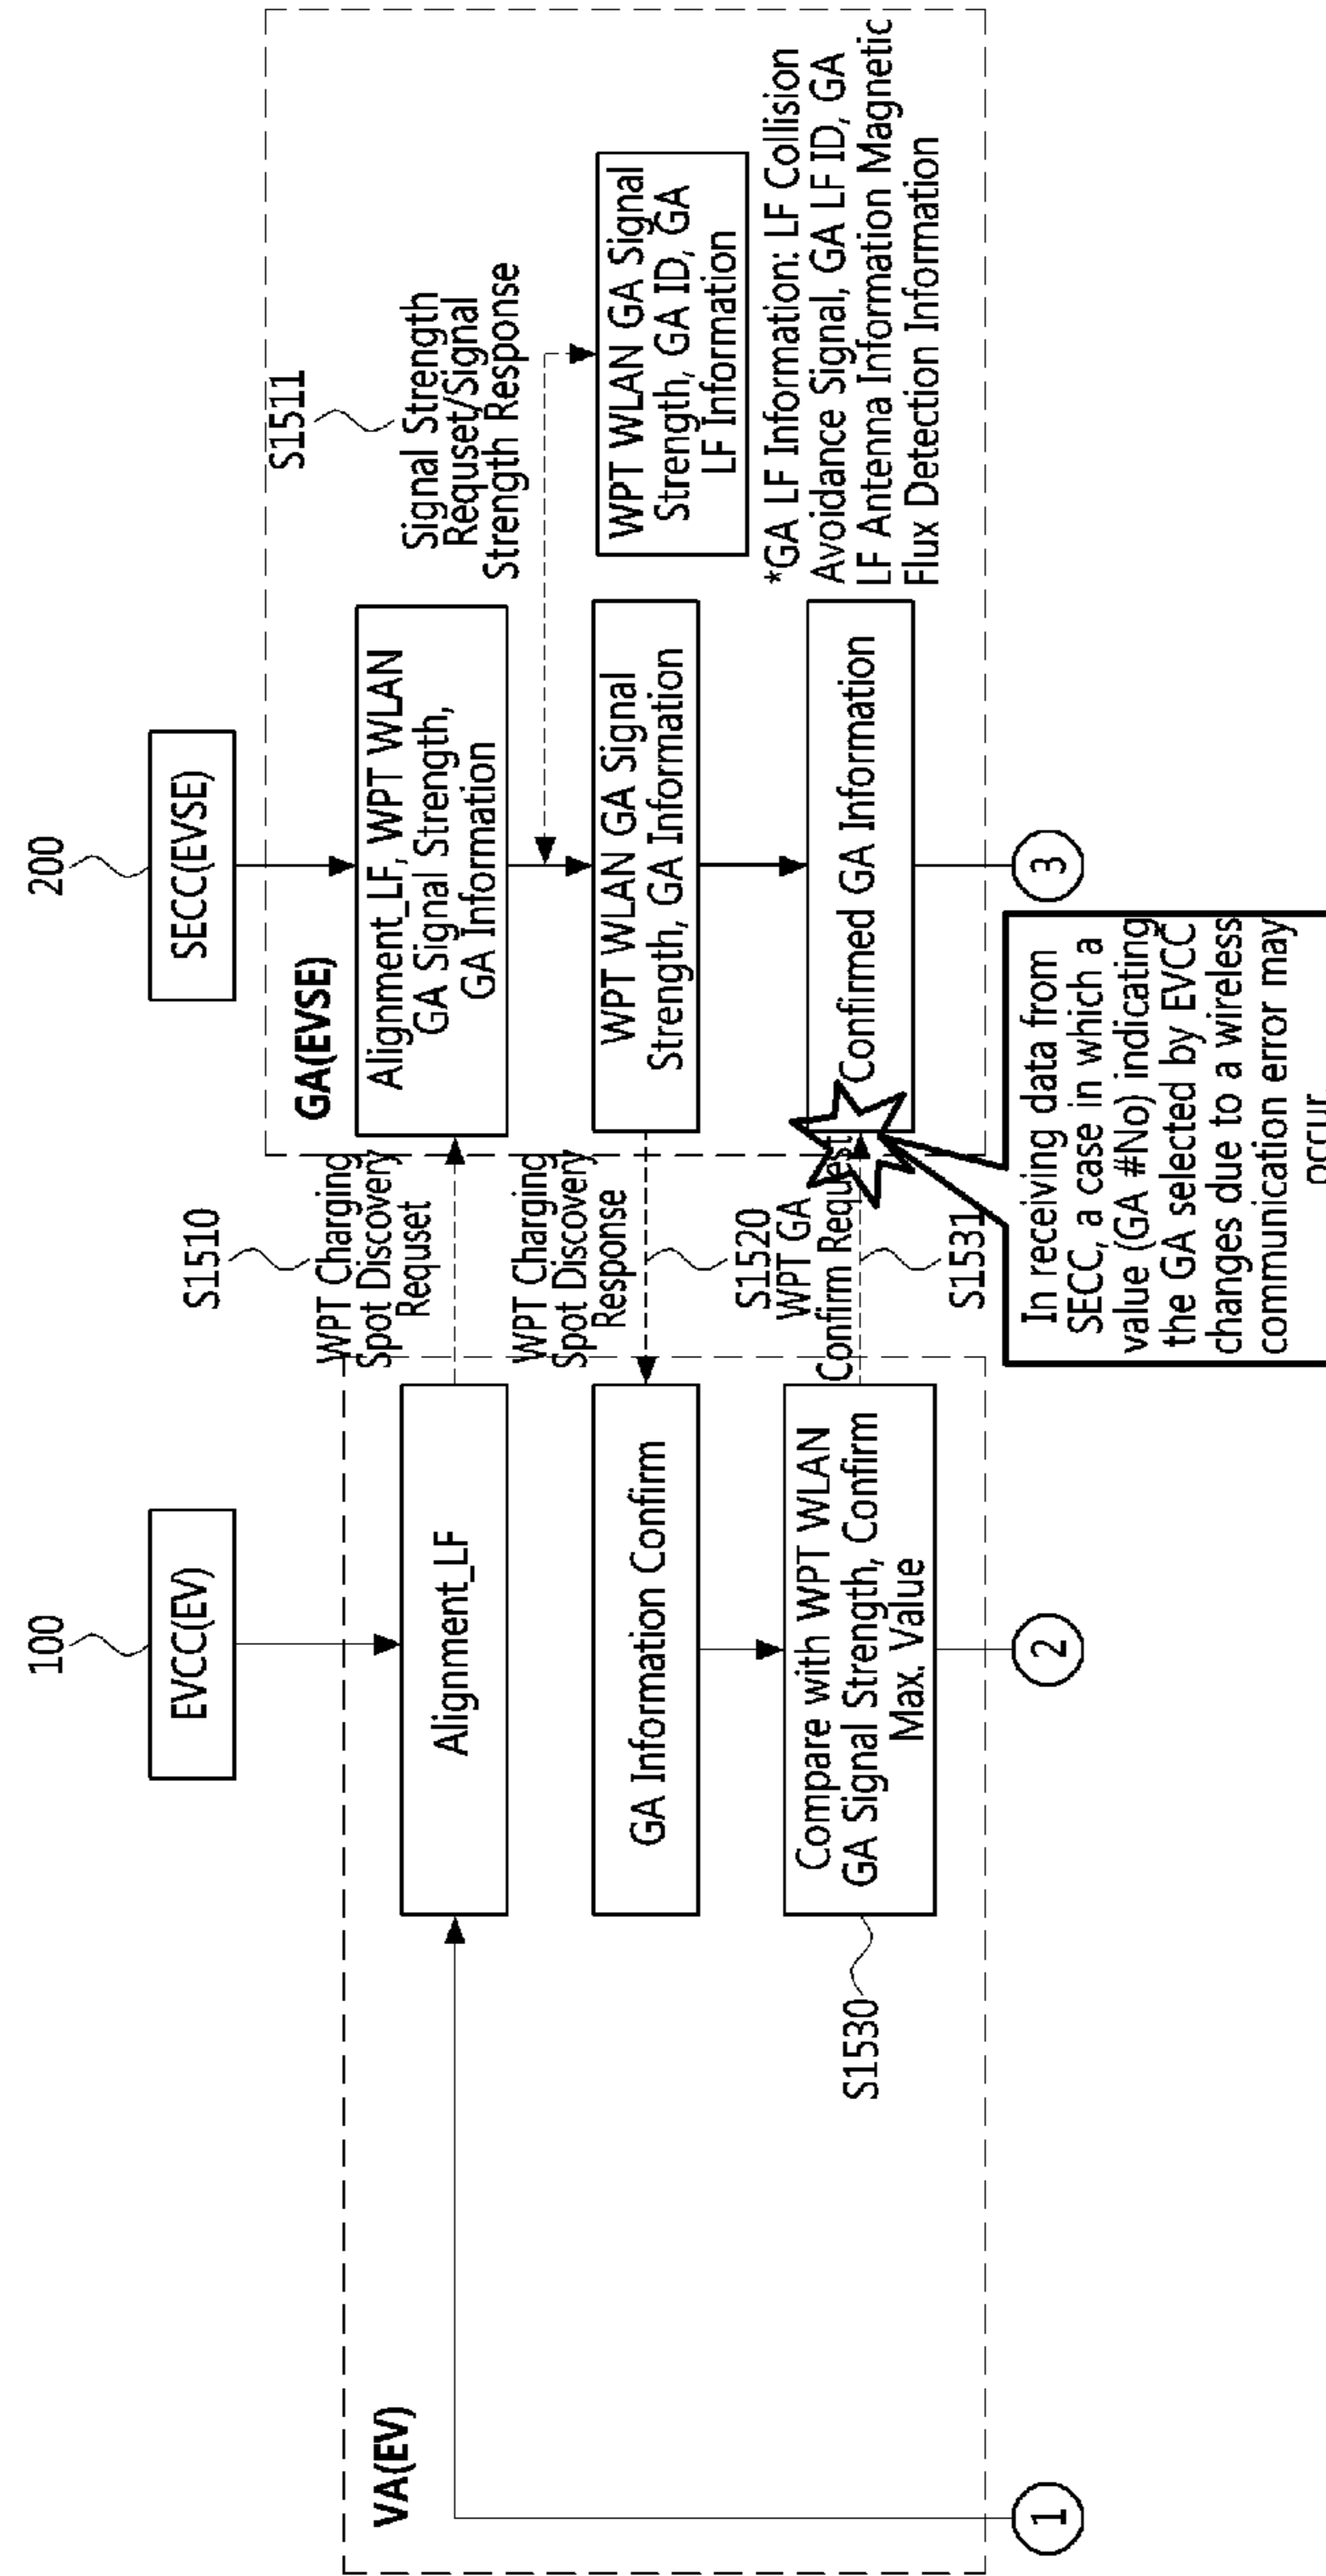 100
EVCC(EV)
200
SECC(EVSE)
VA(EV)
GA(EVSE)
Alignment_LF
S1510
WPT Charging
Spot Discovery
Requset
Alignment_LF, WPT WLAN
GA Signal Strength,
GA Information
S1511
Signal Strength
Requset/Signal
Strength Response
GA Information Confirm
WPT Charging
Spot Discovery
Response
S1520
WPT WLAN GA Signal
Strength, GA Information
WPT WLAN GA Signal
Strength, GA ID, GA
LF Information
*GA LF Information: LF Collision
Avoidance Signal, GA LF ID, GA
LF Antenna Information Magnetic
Flux Detection Information
S1530
Compare with WPT WLAN
GA Signal Strength, Confirm
Max. Value
WPT GA
Confirm Request
S1531
Confirmed GA Information
1
2
3
In receiving data from
SECC, a case in which a
value (GA #No) indicating
the GA selected by EVCC
changes due to a wireless
communication error may
occur.